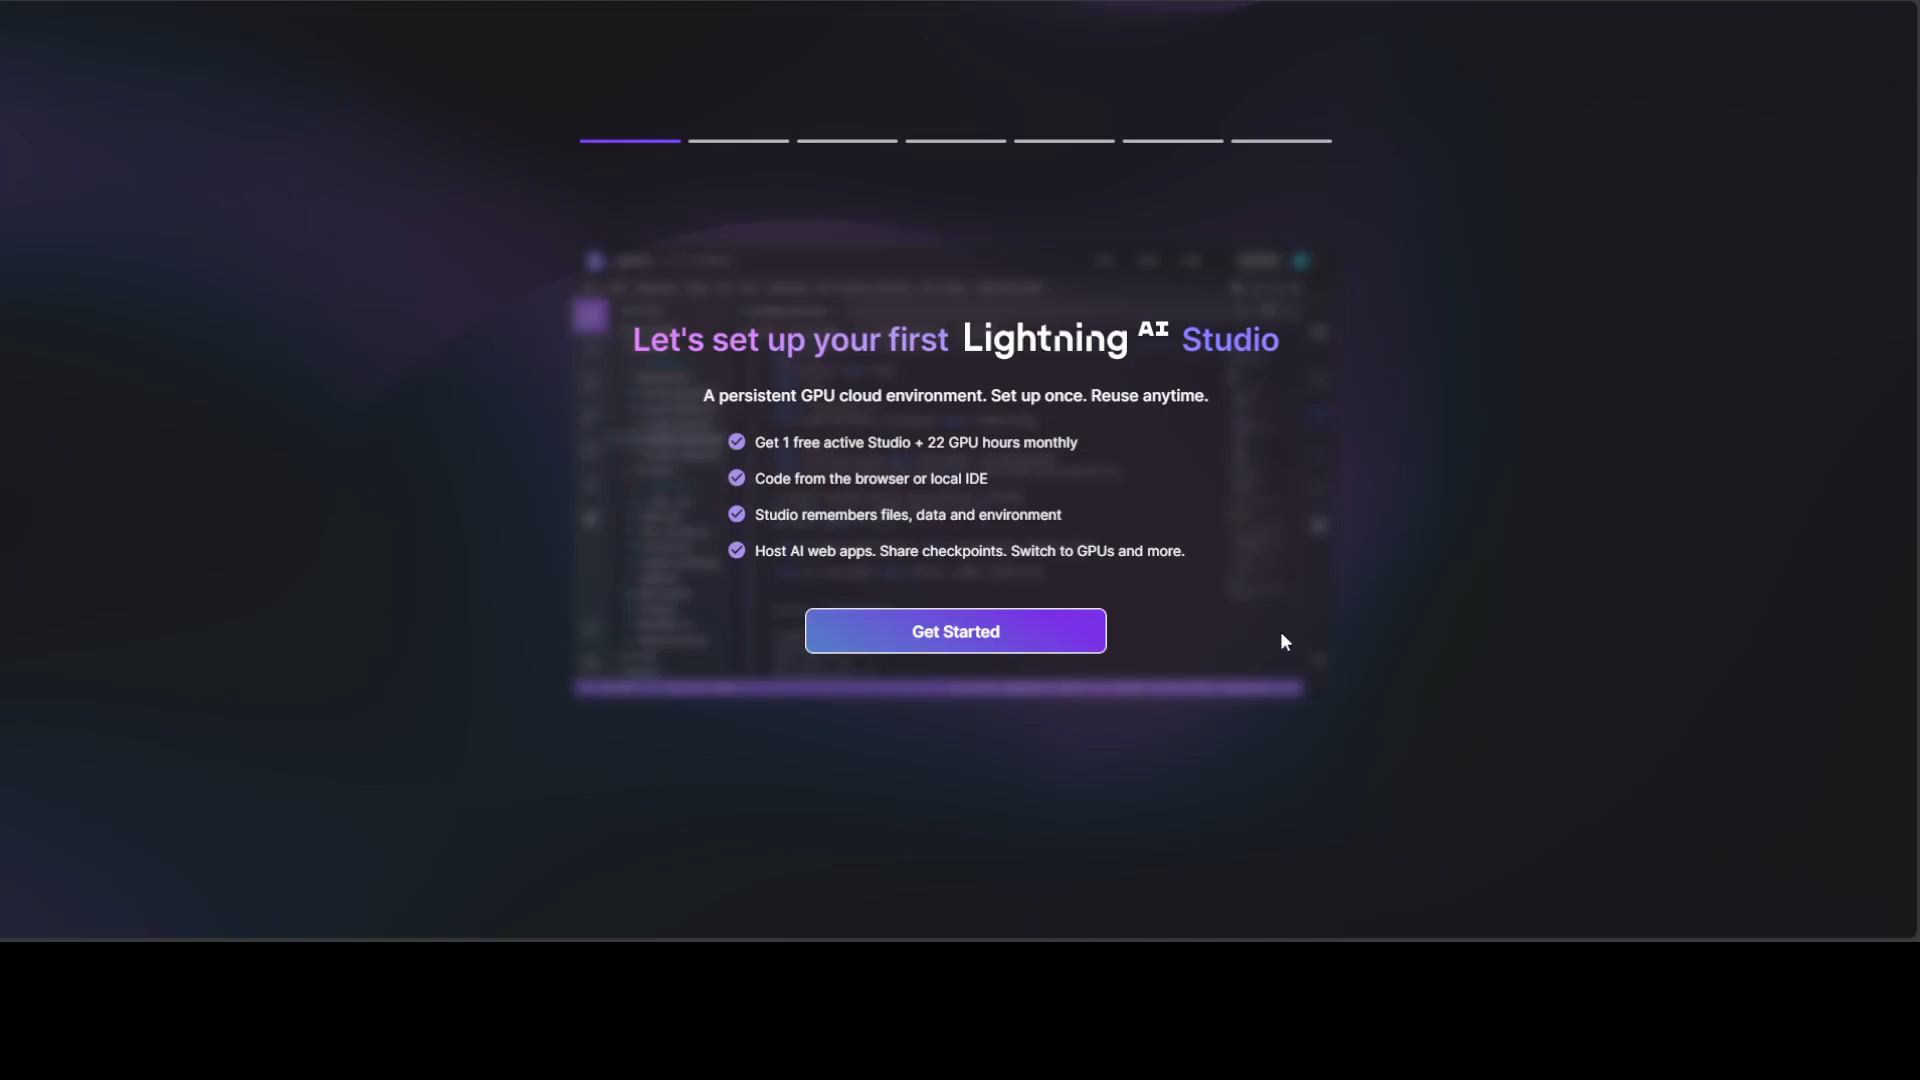 Let's set up your first Lightning AI Studio
A persistent GPU cloud environment. Set up once. Reuse anytime.
Get 1 free active Studio + 22 GPU hours monthly
Code from the browser or local IDE
Studio remembers files, data and environment
Host AI web apps. Share checkpoints. Switch to GPUs and more.
Get Started